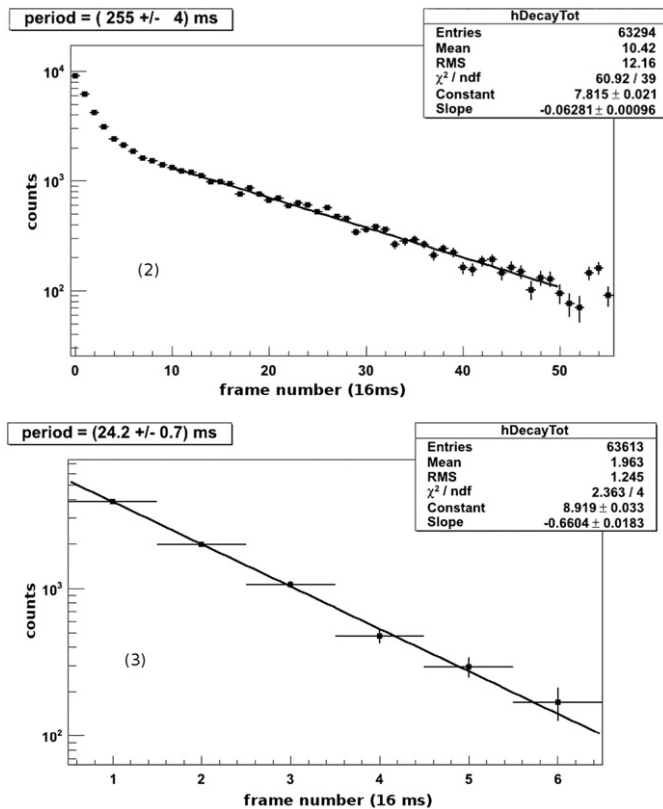 period = ( 255 +/- 4) ms
hDecayTot
Entries 63294
Mean 10.42
RMS 12.16
χ² / ndf 60.92 / 39
Constant 7.815 ± 0.021
Slope -0.06281 ± 0.00096
10⁴
10³
10²
counts
(2)
0 10 20 30 40 50
frame number (16ms)
period = (24.2 +/- 0.7) ms
hDecayTot
Entries 63613
Mean 1.963
RMS 1.245
χ² / ndf 2.363 / 4
Constant 8.919 ± 0.033
Slope -0.6604 ± 0.0183
10³
10²
counts
(3)
1 2 3 4 5 6
frame number (16 ms)